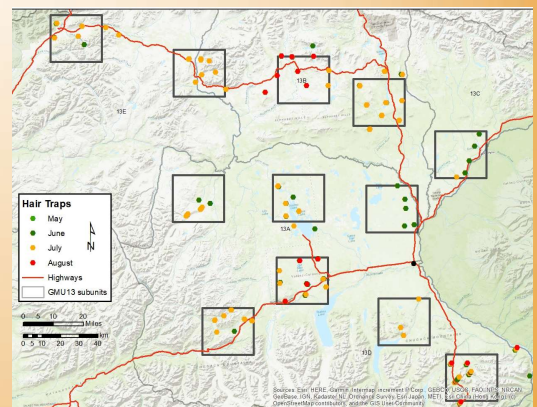 13E
13B
13C
13A
13D
Hair Traps
May
June
July
August
Highways
GMU13 subunits
N
0 5 10 20
Miles
km
0 5 10 20 30 40
Sources: Esri, HERE, Garmin, Intermap, increment P Corp., GEBCO, USGS, FAO, NPS, NRCAN,
GeoBase, IGN, Kadaster NL, Ordnance Survey, Esri Japan, METI, Esri China (Hong Kong), (c)
OpenStreetMap contributors, and the GIS User Community